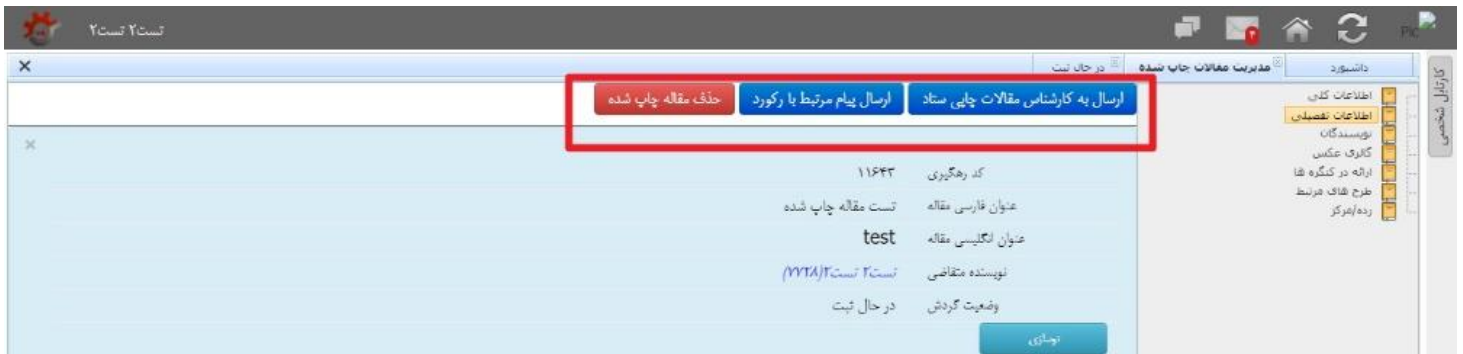 تست۲ تست۲
داشبورد
مدیریت مقالات چاپ شده
در حال ثبت
کارتابل شخصی
اطلاعات کلی
اطلاعات تفصیلی
نویسندگان
گالری عکس
ارائه در کنگره ها
طرح های مرتبط
رده/مرکز
ارسال به کارشناس مقالات چاپی ستاد
ارسال پیام مرتبط با رکورد
حذف مقاله چاپ شده
کد رهگیری ۱۱۶۴۳
عنوان فارسی مقاله تست مقاله چاپ شده
عنوان انگلیسی مقاله test
نویسنده متقاضی تست۲ تست۲(۷۷۲۸)
وضعیت گردش در حال ثبت
نوسازی